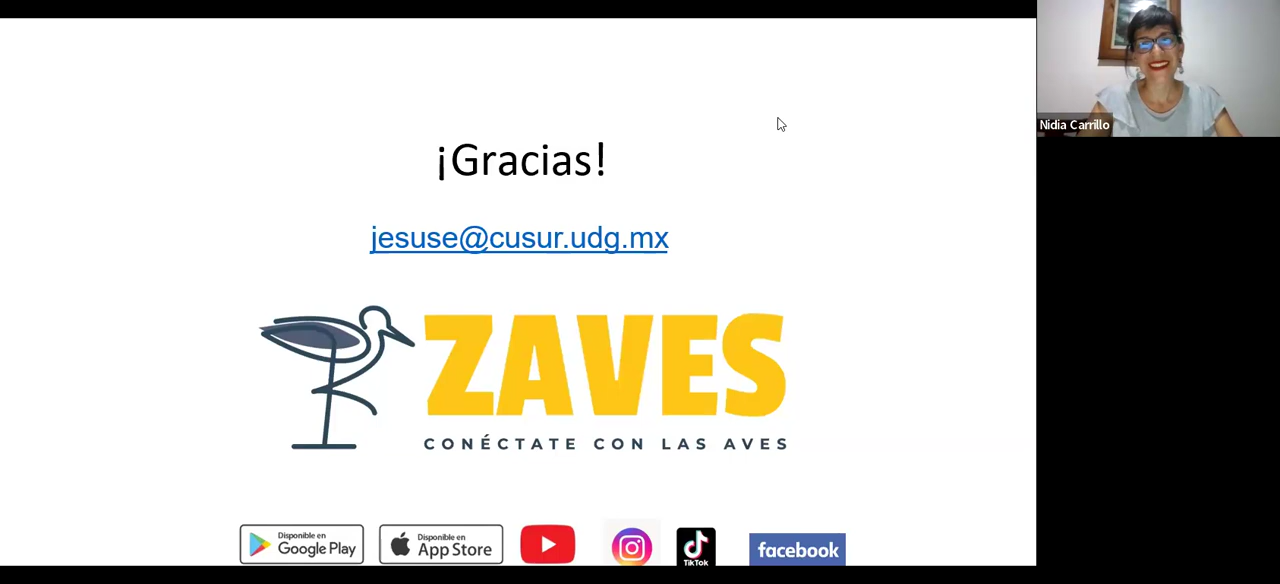 ¡Gracias!
jesuse@cusur.udg.mx
ZAVES
CONÉCTATE CON LAS AVES
Disponible en
Google Play
Disponible en
App Store
TikTok
facebook
Nidia Carrillo